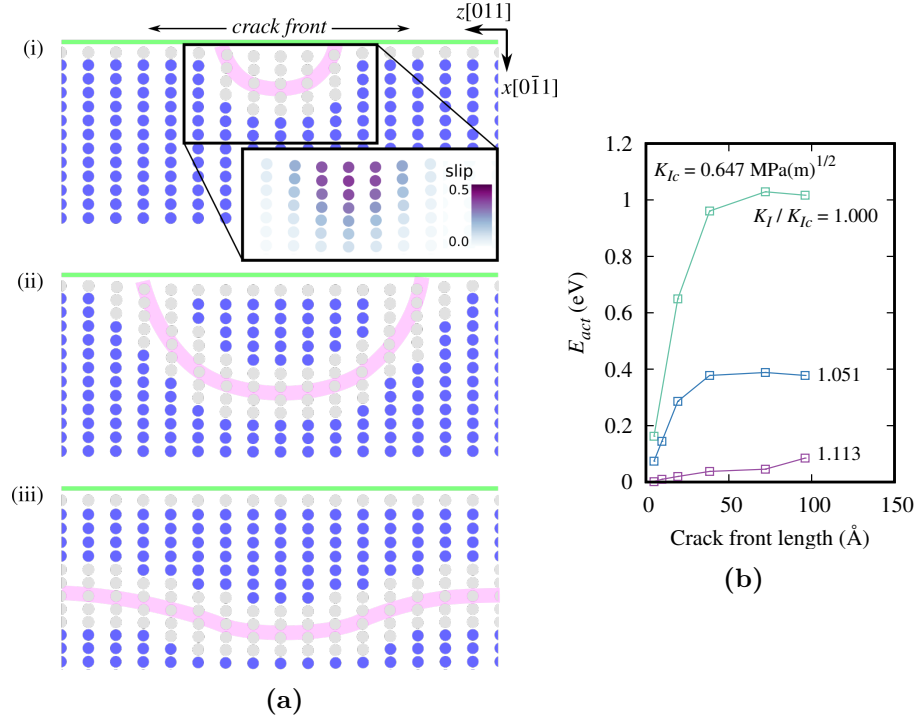 crack front
z[011]
x[01̄1]
(i)
slip
0.5
0.0
(ii)
(iii)
(a)
1.2
1
0.8
0.6
0.4
0.2
0
E_act (eV)
K_Ic = 0.647 MPa(m)^1/2
K_I / K_Ic = 1.000
1.051
1.113
0 50 100 150
Crack front length (Å)
(b)